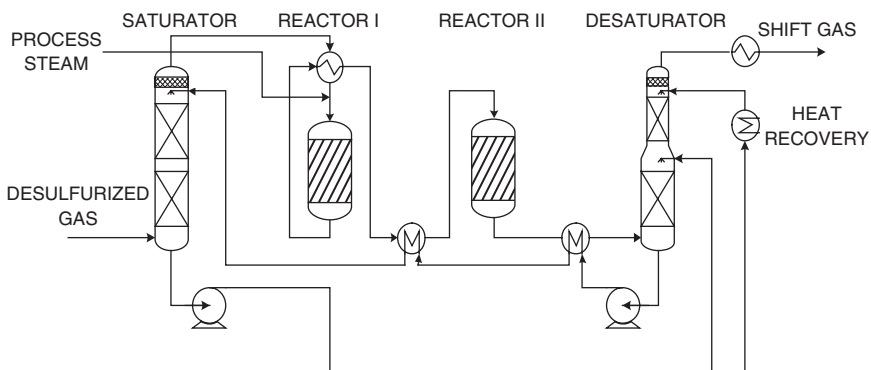 SATURATOR
REACTOR I
REACTOR II
DESATURATOR
SHIFT GAS
PROCESS
STEAM
HEAT
RECOVERY
DESULFURIZED
GAS